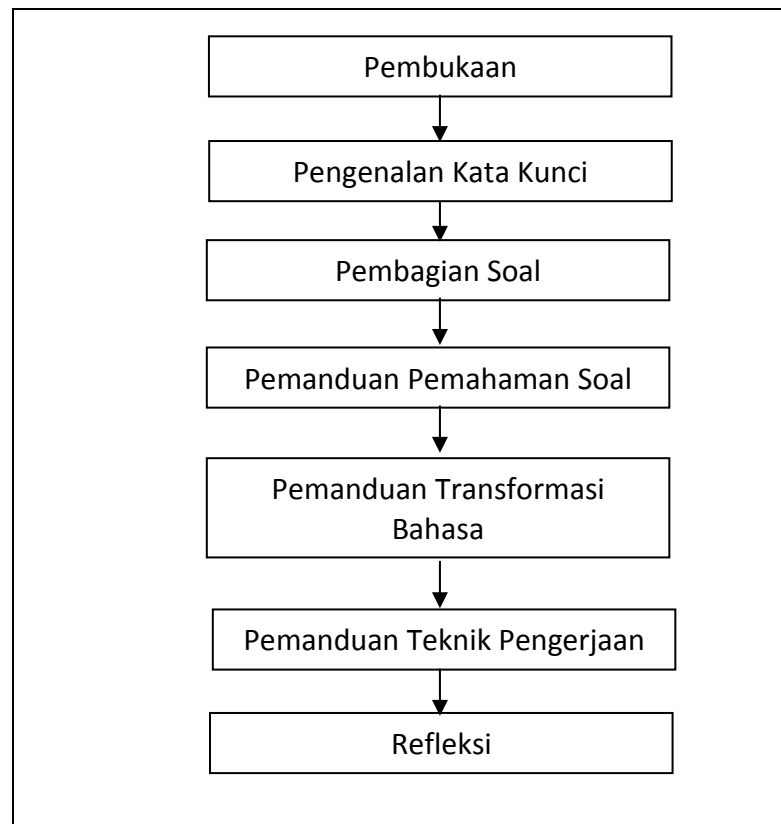 Pembukaan
Pengenalan Kata Kunci
Pembagian Soal
Pemanduan Pemahaman Soal
Pemanduan Transformasi
Bahasa
Pemanduan Teknik Pengerjaan
Refleksi